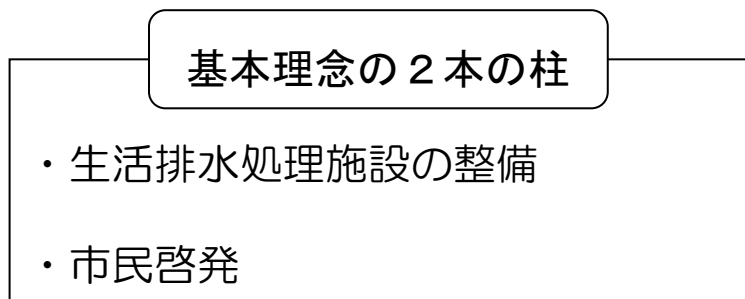 基本理念の２本の柱
・生活排水処理施設の整備
・市民啓発